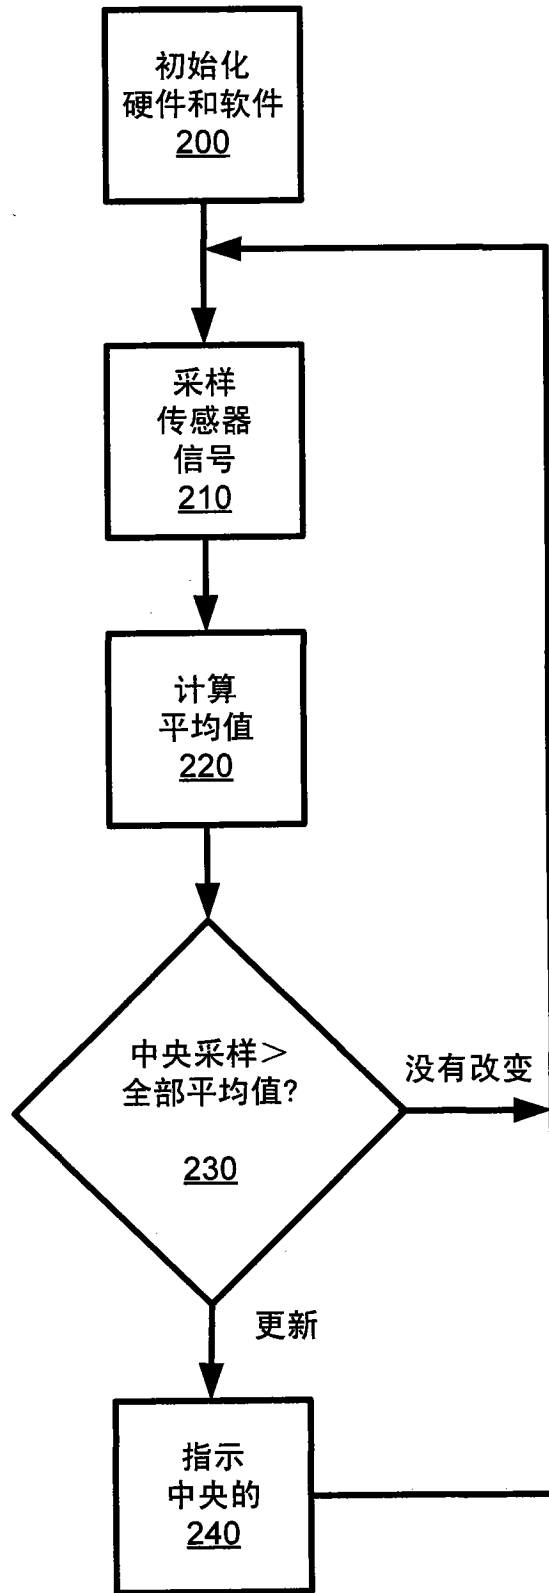 初始化
硬件和软件
200
采样
传感器
信号
210
计算
平均值
220
中央采样＞
全部平均值?
230
没有改变
更新
指示
中央的
240